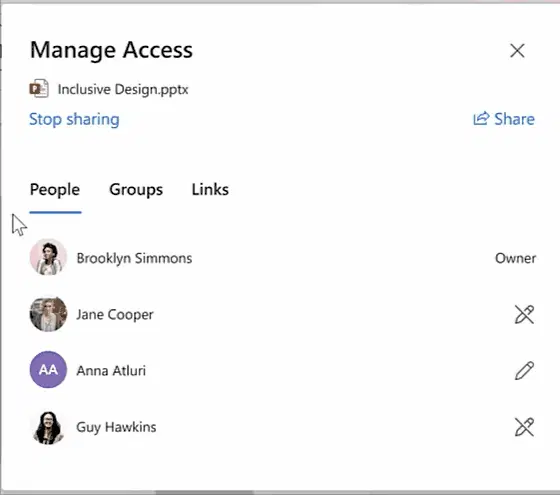 Manage Access
Inclusive Design.pptx
Stop sharing
Share
People Groups Links
Brooklyn Simmons Owner
Jane Cooper
AA Anna Atluri
Guy Hawkins